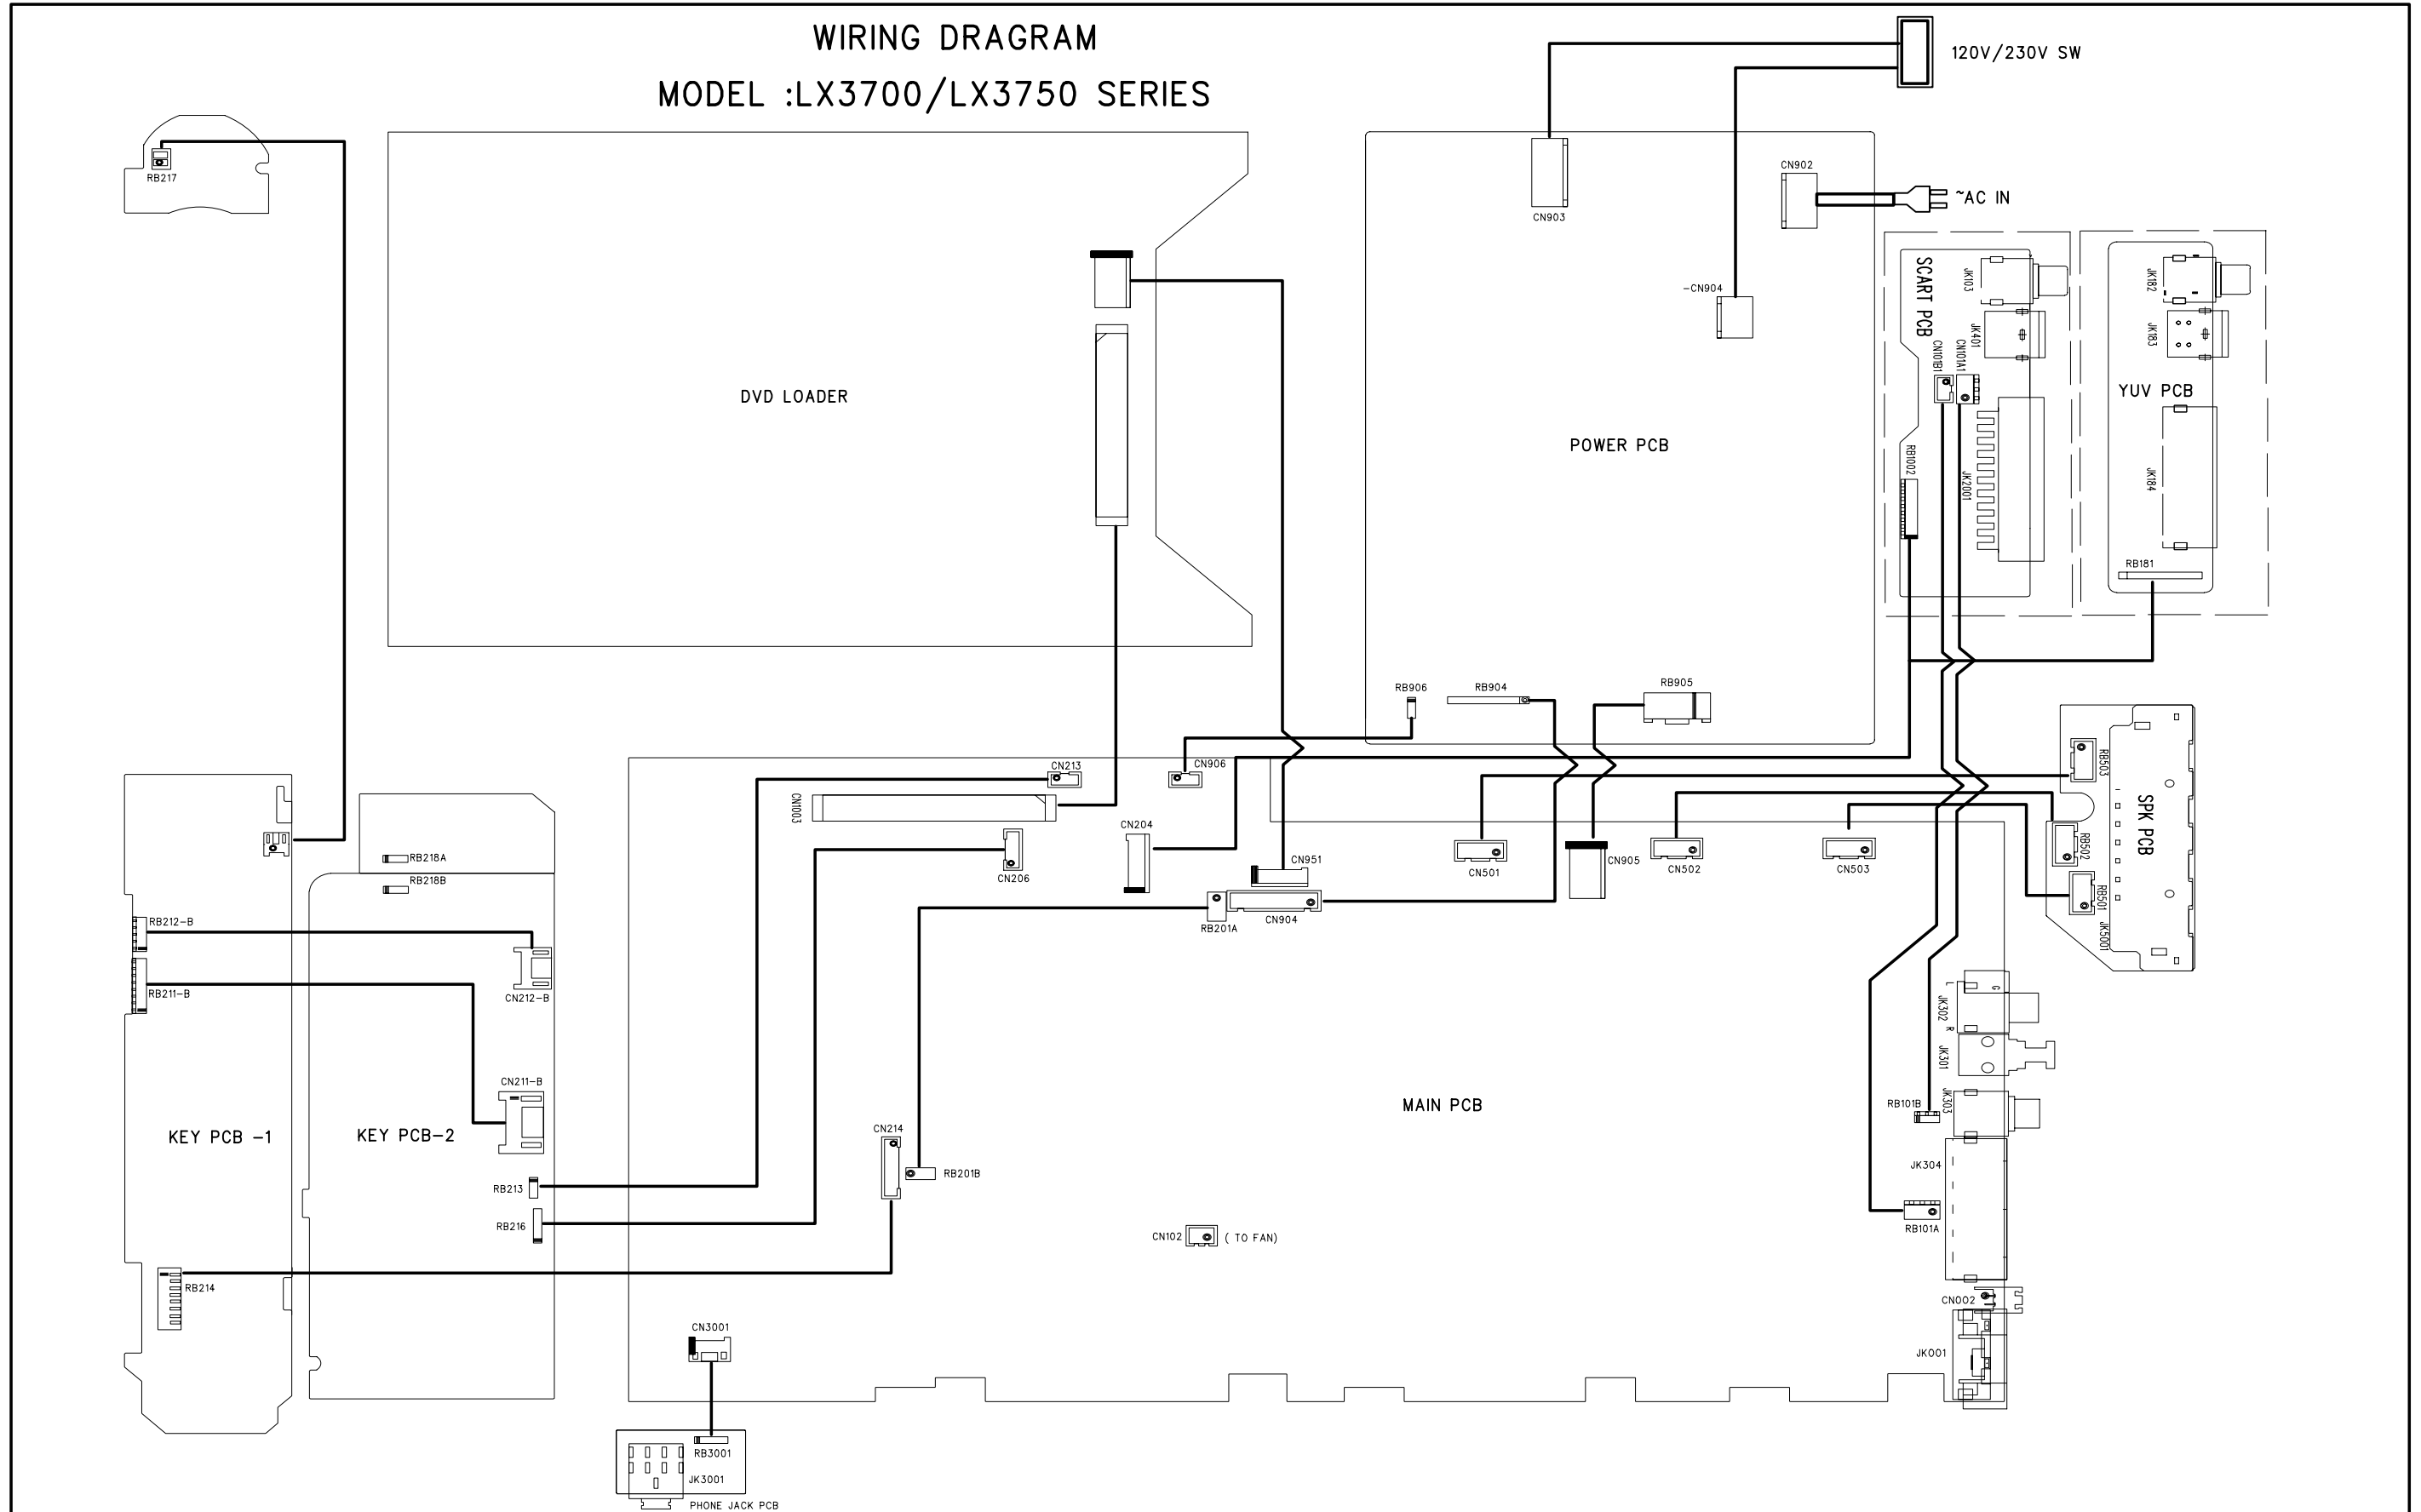 WIRING DRAGRAM
MODEL :LX3700/LX3750 SERIES
120V/230V SW
RB217
CN903
CN902
~AC IN
-CN904
DVD LOADER
POWER PCB
SCART PCB
JK103
JK401
CN101B1
CN101A1
RB1002
JK2001
JK182
JK183
YUV PCB
JK184
RB181
RB906
RB904
RB905
CN213
CN906
CN1003
CN204
CN206
CN951
CN904
RB201A
CN501
CN905
CN502
CN503
RB503
SPK PCB
RB502
RB501
JK5001
RB218A
RB218B
RB212-B
RB211-B
CN212-B
CN211-B
KEY PCB -1
KEY PCB-2
RB213
RB216
RB214
MAIN PCB
CN214
RB201B
CN102
( TO FAN)
L
G
JK302
R
JK301
RB101B
JK303
JK304
RB101A
CN002
JK001
CN3001
RB3001
JK3001
PHONE JACK PCB